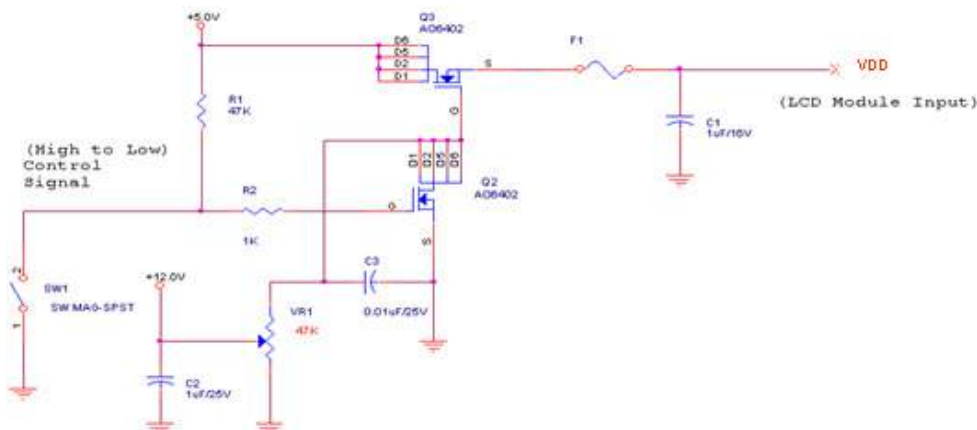 +5.0V
Q3
AO6402
D6
D5
D2
D1
S
G
F1
VDD
(LCD Module Input)
C1
1uF/16V
R1
47K
(High to Low)
Control
Signal
R2
1K
D1
D2
D5
D6
Q2
AO6402
G
S
2
SW1
SW MAG-SPST
1
+12.0V
C3
0.01uF/25V
VR1
47K
C2
1uF/25V